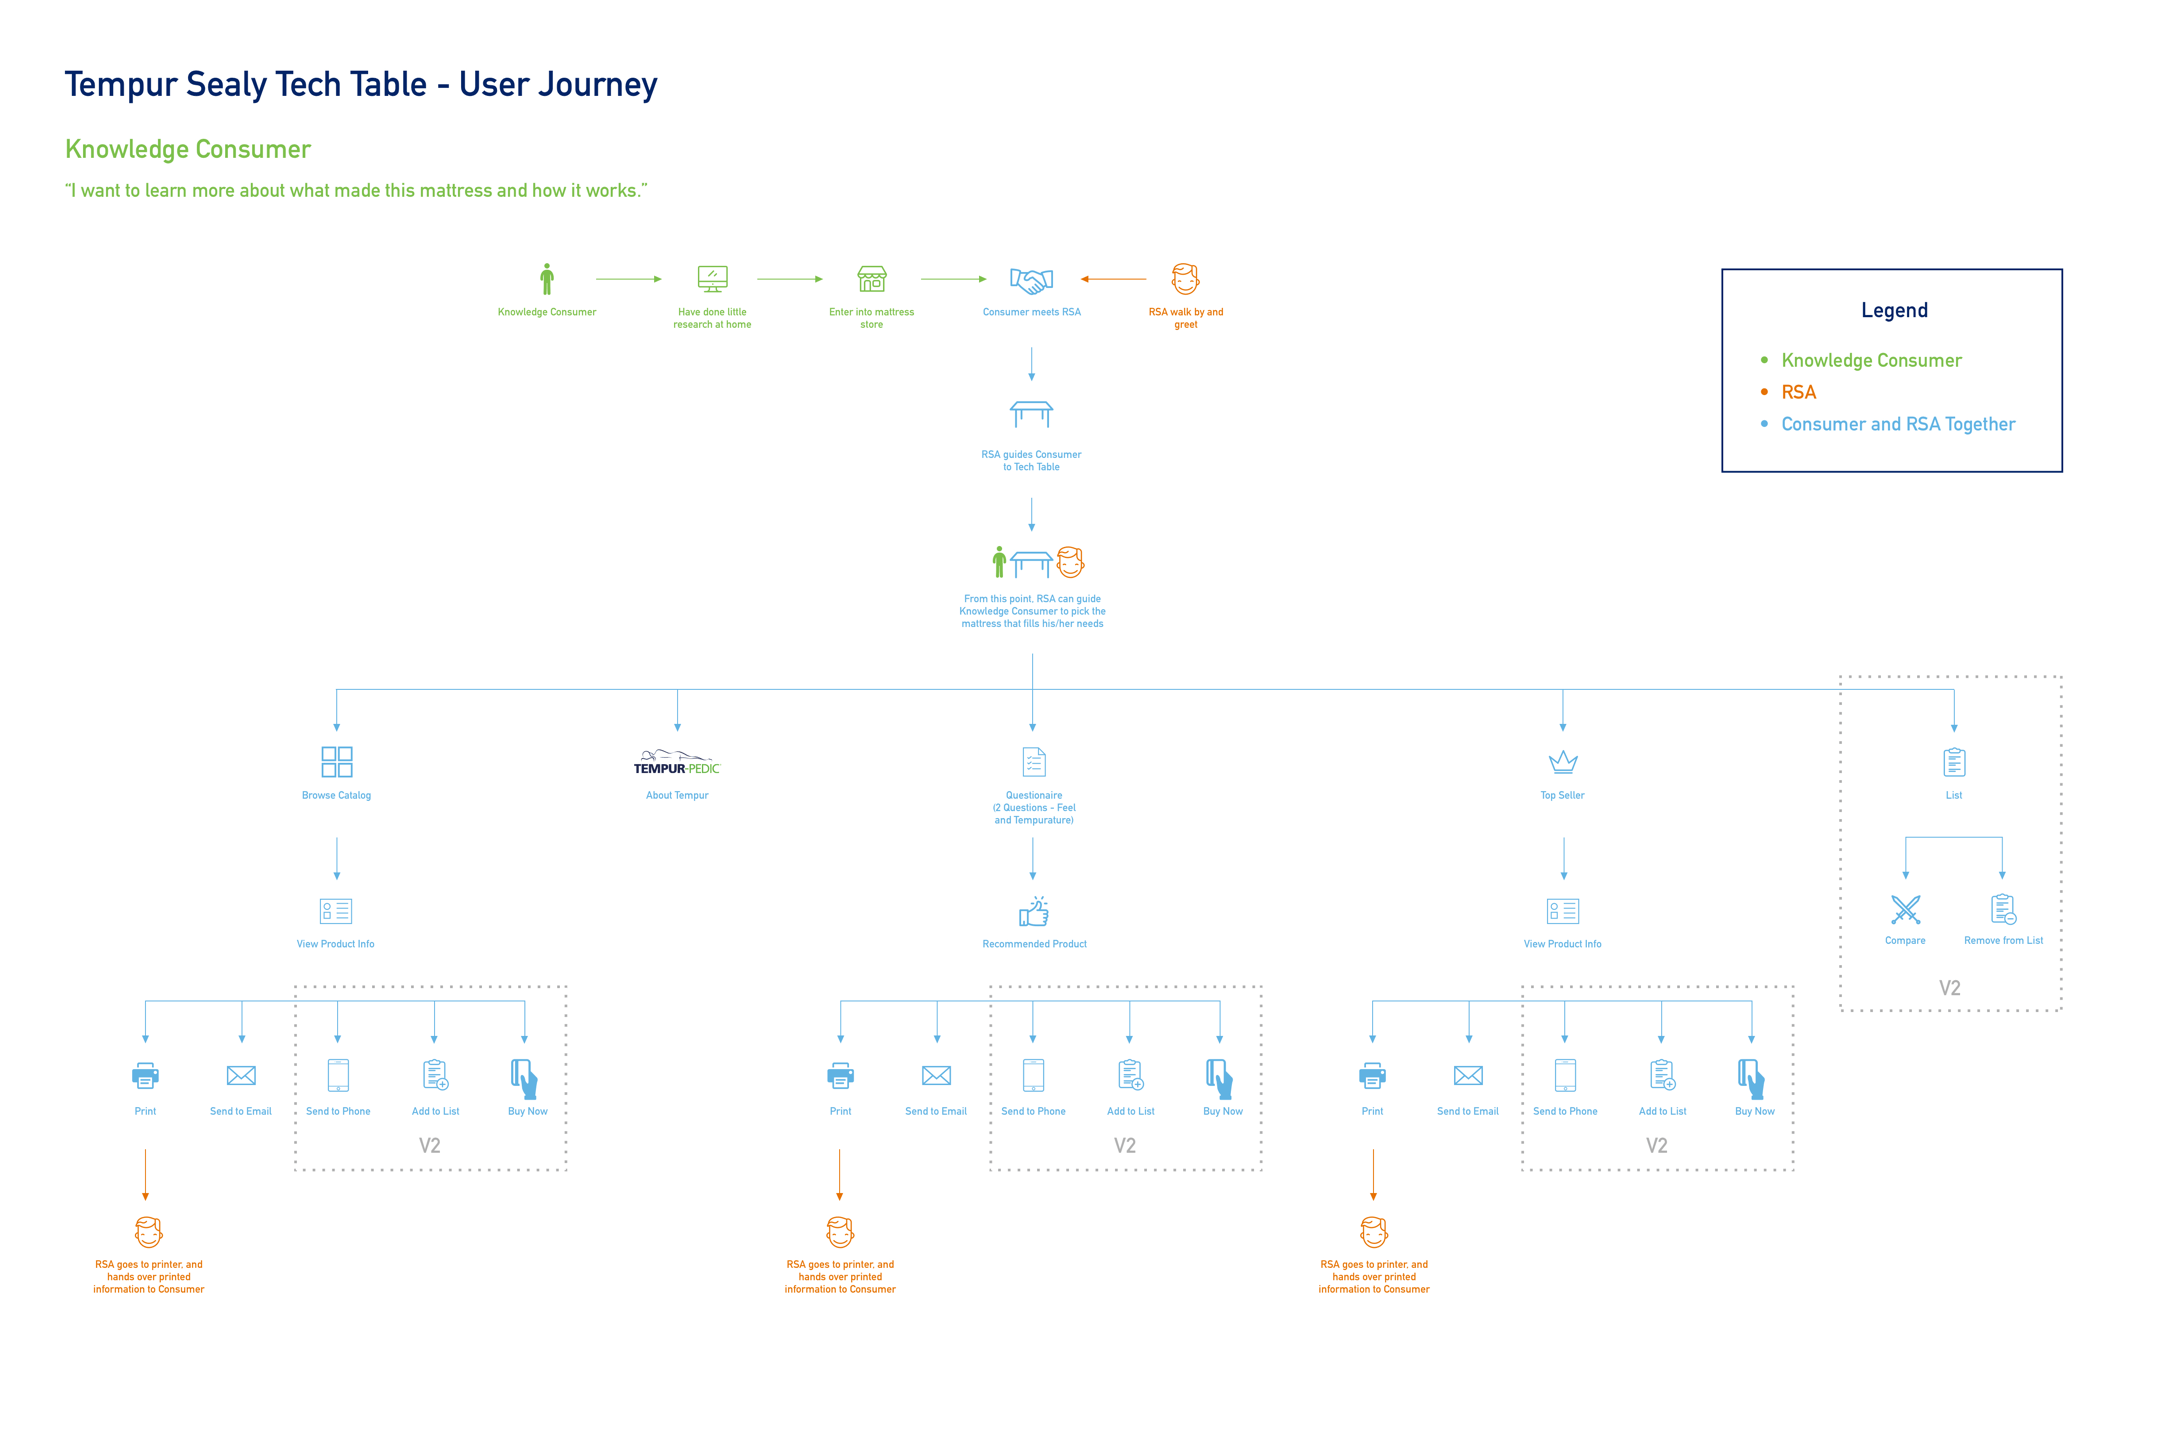 Tempur Sealy Tech Table - User Journey
Knowledge Consumer
“I want to learn more about what made this mattress and how it works.”
Knowledge Consumer
Have done little
research at home
Enter into mattress
store
Consumer meets RSA
RSA walk by and
greet
Legend
• Knowledge Consumer
• RSA
• Consumer and RSA Together
RSA guides Consumer
to Tech Table
From this point, RSA can guide
Knowledge Consumer to pick the
mattress that fills his/her needs
Browse Catalog
TEMPUR-PEDIC
About Tempur
Questionaire
(2 Questions - Feel
and Tempurature)
Top Seller
List
View Product Info
Recommended Product
View Product Info
Compare
Remove from List
V2
Print
Send to Email
Send to Phone
Add to List
Buy Now
V2
Print
Send to Email
Send to Phone
Add to List
Buy Now
V2
Print
Send to Email
Send to Phone
Add to List
Buy Now
V2
RSA goes to printer, and
hands over printed
information to Consumer
RSA goes to printer, and
hands over printed
information to Consumer
RSA goes to printer, and
hands over printed
information to Consumer